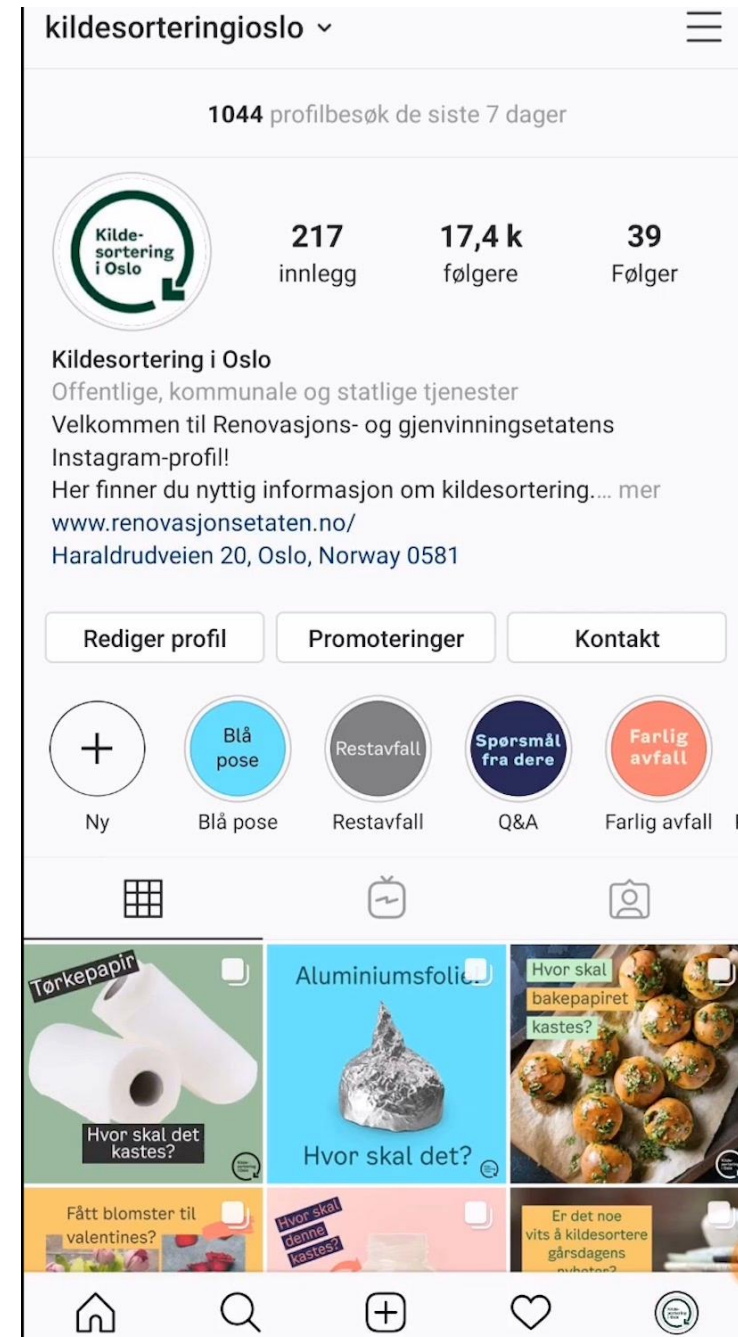 kildesorteringioslo
1044 profilbesøk de siste 7 dager
Kilde-
sortering
i Oslo
217 17,4 k 39
innlegg følgere Følger
Kildesortering i Oslo
Offentlige, kommunale og statlige tjenester
Velkommen til Renovasjons- og gjenvinningsetatens
Instagram-profil!
Her finner du nyttig informasjon om kildesortering.... mer
www.renovasjonsetaten.no/
Haraldrudveien 20, Oslo, Norway 0581
Rediger profil Promoteringer Kontakt
Blå
pose
Restavfall
Spørsmål
fra dere
Farlig
avfall
Ny Blå pose Restavfall Q&A Farlig avfall
Tørkepapir
Hvor skal det
kastes?
Aluminiumsfolie!
Hvor skal det?
Hvor skal
bakepapiret
kastes?
Fått blomster til
valentines?
Hvor skal
denne
kastes?
Er det noe
vits å kildesortere
gårsdagens
nyheter?